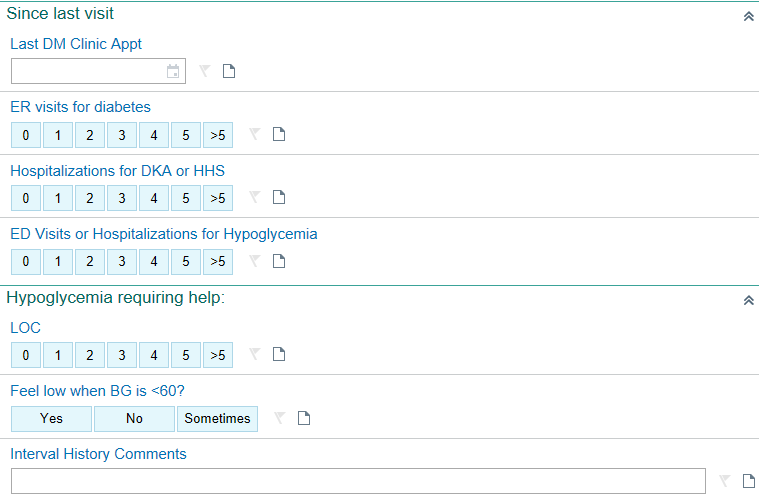 Since last visit
Last DM Clinic Appt
ER visits for diabetes
0 1 2 3 4 5 >5
Hospitalizations for DKA or HHS
0 1 2 3 4 5 >5
ED Visits or Hospitalizations for Hypoglycemia
0 1 2 3 4 5 >5
Hypoglycemia requiring help:
LOC
0 1 2 3 4 5 >5
Feel low when BG is <60?
Yes No Sometimes
Interval History Comments